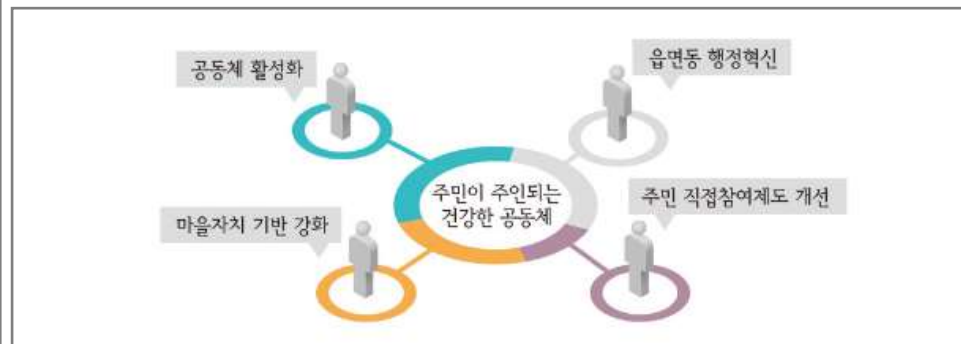 공동체 활성화
읍면동 행정혁신
주민이 주인되는
건강한 공동체
마을자치 기반 강화
주민 직접참여제도 개선